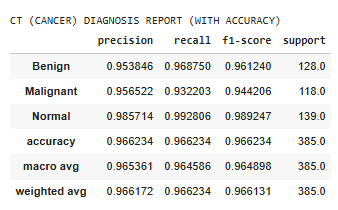 CT (CANCER) DIAGNOSIS REPORT (WITH ACCURACY)
precision recall f1-score support
Benign 0.953846 0.968750 0.961240 128.0
Malignant 0.956522 0.932203 0.944206 118.0
Normal 0.985714 0.992806 0.989247 139.0
accuracy 0.966234 0.966234 0.966234 385.0
macro avg 0.965361 0.964586 0.964898 385.0
weighted avg 0.966172 0.966234 0.966131 385.0